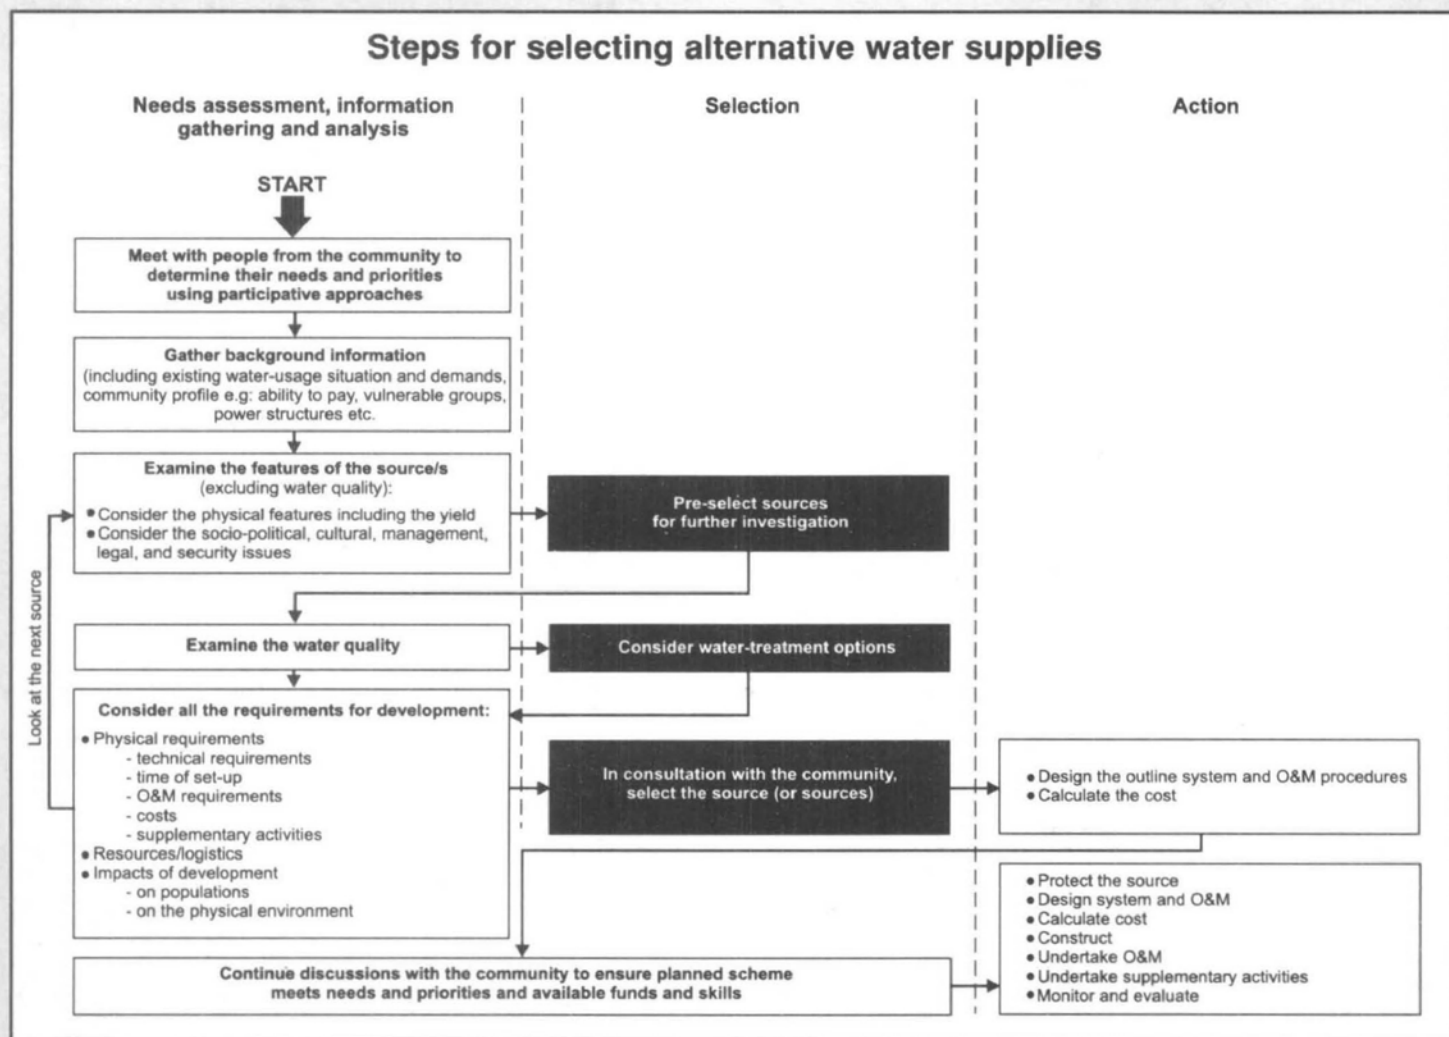 Steps for selecting alternative water supplies
Needs assessment, information
gathering and analysis
Selection
Action
START
Meet with people from the community to
determine their needs and priorities
using participative approaches
Gather background information
(including existing water-usage situation and demands,
community profile e.g: ability to pay, vulnerable groups,
power structures etc.
Examine the features of the source/s
(excluding water quality):
• Consider the physical features including the yield
• Consider the socio-political, cultural, management,
legal, and security issues
Pre-select sources
for further investigation
Look at the next source
Examine the water quality
Consider water-treatment options
Consider all the requirements for development:
• Physical requirements
- technical requirements
- time of set-up
- O&M requirements
- costs
- supplementary activities
• Resources/logistics
• Impacts of development
- on populations
- on the physical environment
In consultation with the community,
select the source (or sources)
• Design the outline system and O&M procedures
• Calculate the cost
Continue discussions with the community to ensure planned scheme
meets needs and priorities and available funds and skills
• Protect the source
• Design system and O&M
• Calculate cost
• Construct
• Undertake O&M
• Undertake supplementary activities
• Monitor and evaluate